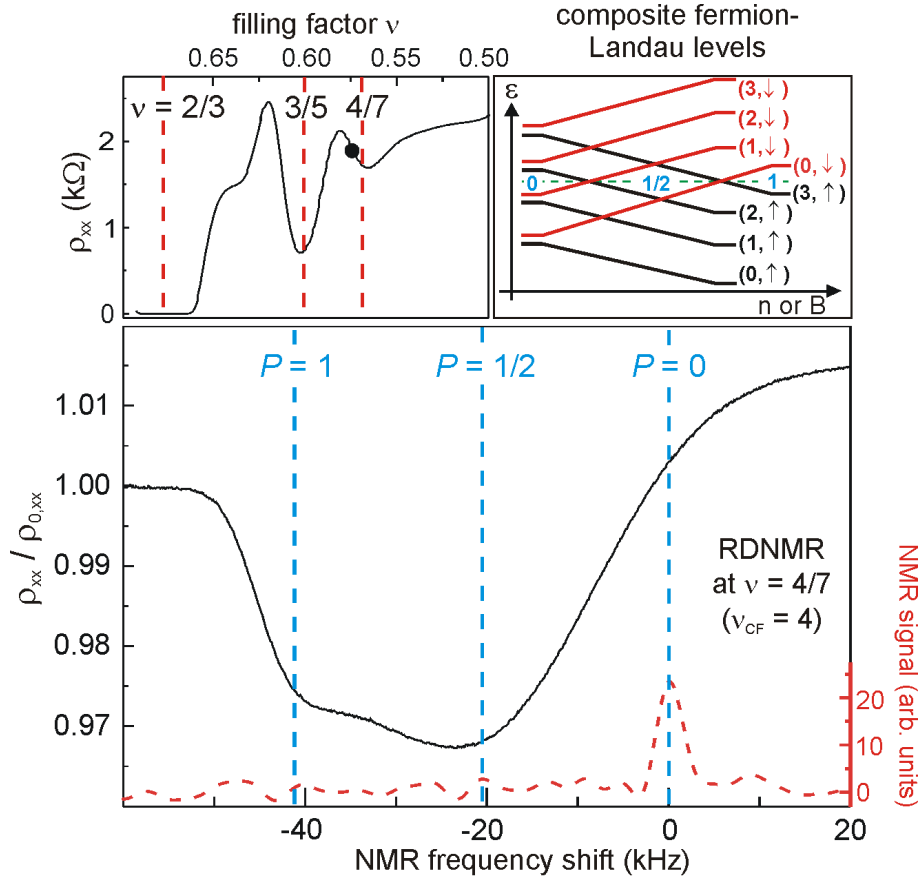 filling factor ν
0.65 0.60 0.55 0.50
ν = 2/3 3/5 4/7
2
1
0
ρxx (kΩ)
composite fermion-
Landau levels
ε
(3,↓)
(2,↓)
(1,↓)
(0,↓)
0 1/2 1
(3,↑)
(2,↑)
(1,↑)
(0,↑)
n or B
P = 1 P = 1/2 P = 0
1.01
1.00
0.99
0.98
0.97
ρxx / ρ0,xx
RDNMR
at ν = 4/7
(νCF = 4)
20
10
0
NMR signal (arb. units)
-40 -20 0 20
NMR frequency shift (kHz)